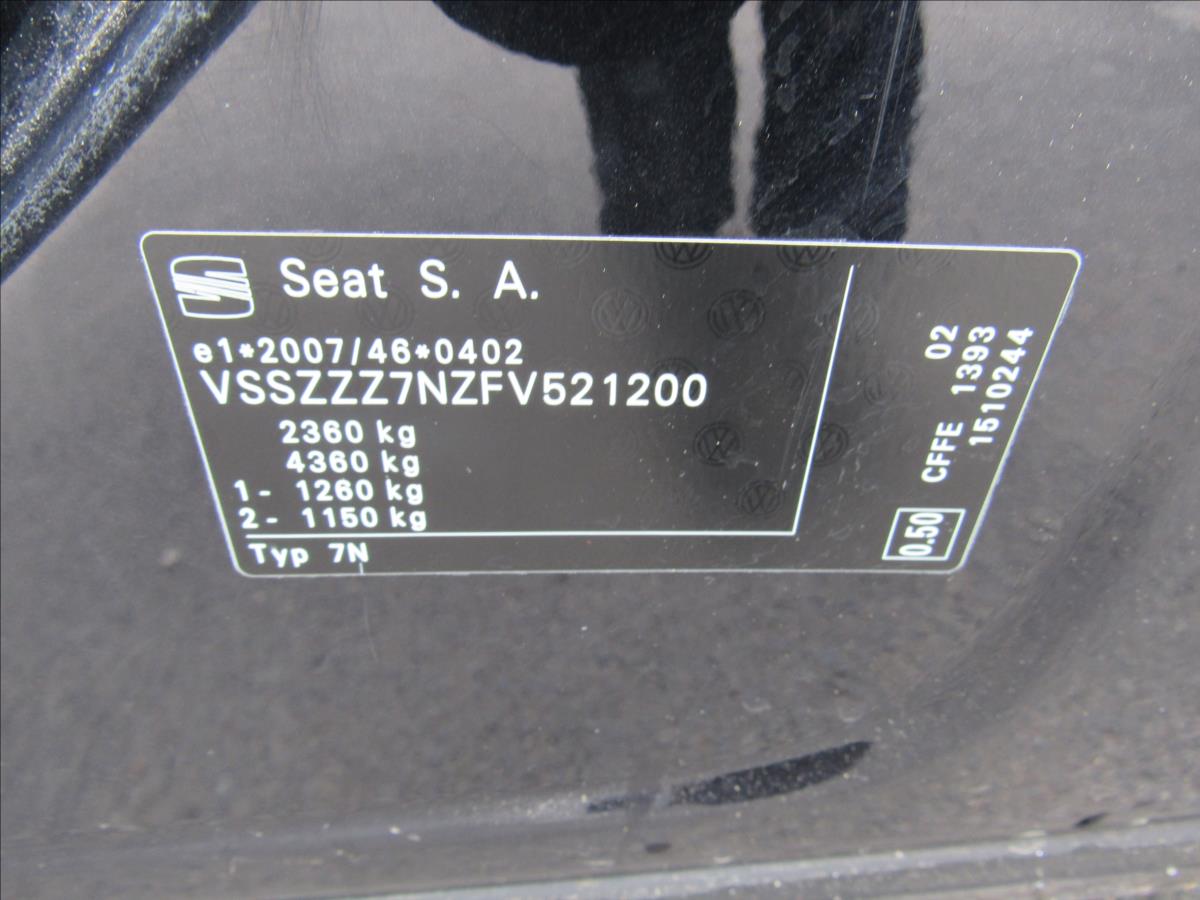 Seat S. A.
e1*2007/46*0402
VSSZZZ7NZFV521200
2360 kg
4360 kg
1- 1260 kg
2- 1150 kg
Typ 7N
02
CFFE 1393
1510244
0.50